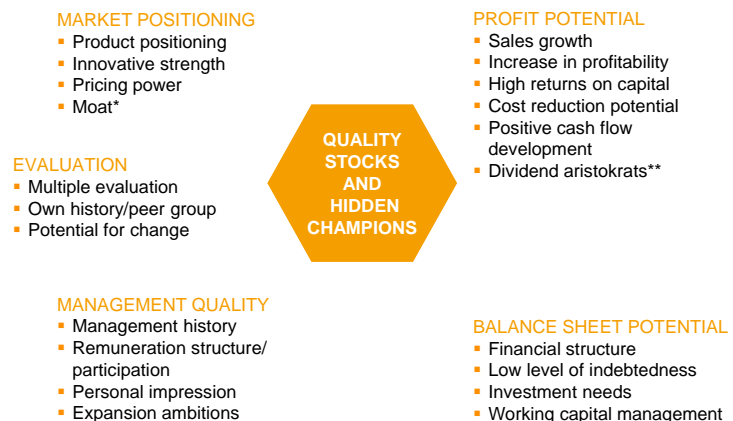 MARKET POSITIONING
▪ Product positioning
▪ Innovative strength
▪ Pricing power
▪ Moat*
PROFIT POTENTIAL
▪ Sales growth
▪ Increase in profitability
▪ High returns on capital
▪ Cost reduction potential
▪ Positive cash flow
development
▪ Dividend aristokrats**
QUALITY
STOCKS
AND
HIDDEN
CHAMPIONS
EVALUATION
▪ Multiple evaluation
▪ Own history/peer group
▪ Potential for change
MANAGEMENT QUALITY
▪ Management history
▪ Remuneration structure/
participation
▪ Personal impression
▪ Expansion ambitions
BALANCE SHEET POTENTIAL
▪ Financial structure
▪ Low level of indebtedness
▪ Investment needs
▪ Working capital management